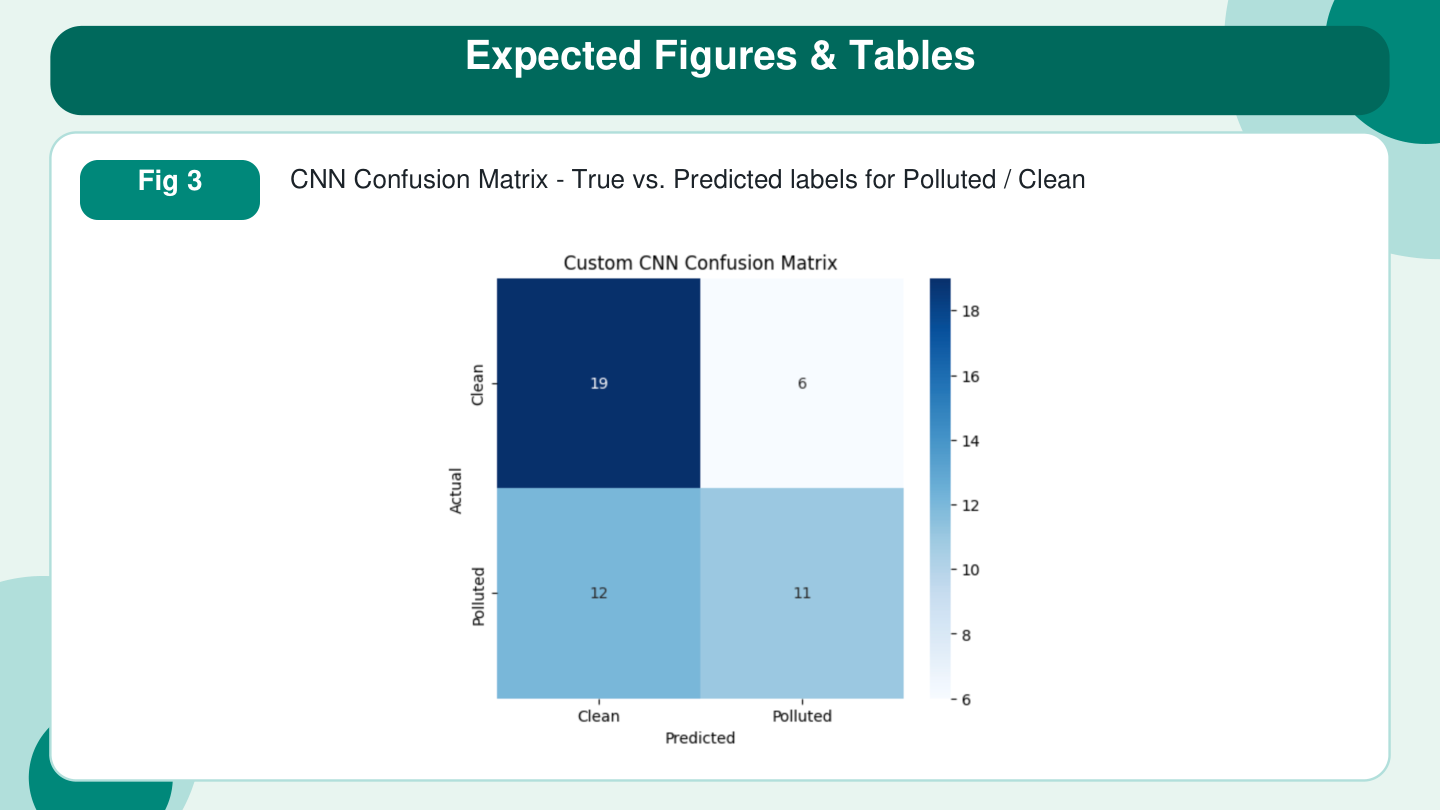 Expected Figures & Tables
Fig 3
CNN Confusion Matrix - True vs. Predicted labels for Polluted / Clean
Custom CNN Confusion Matrix
Actual
Clean
19
6
Polluted
12
11
Clean
Polluted
Predicted
18
16
14
12
10
8
6